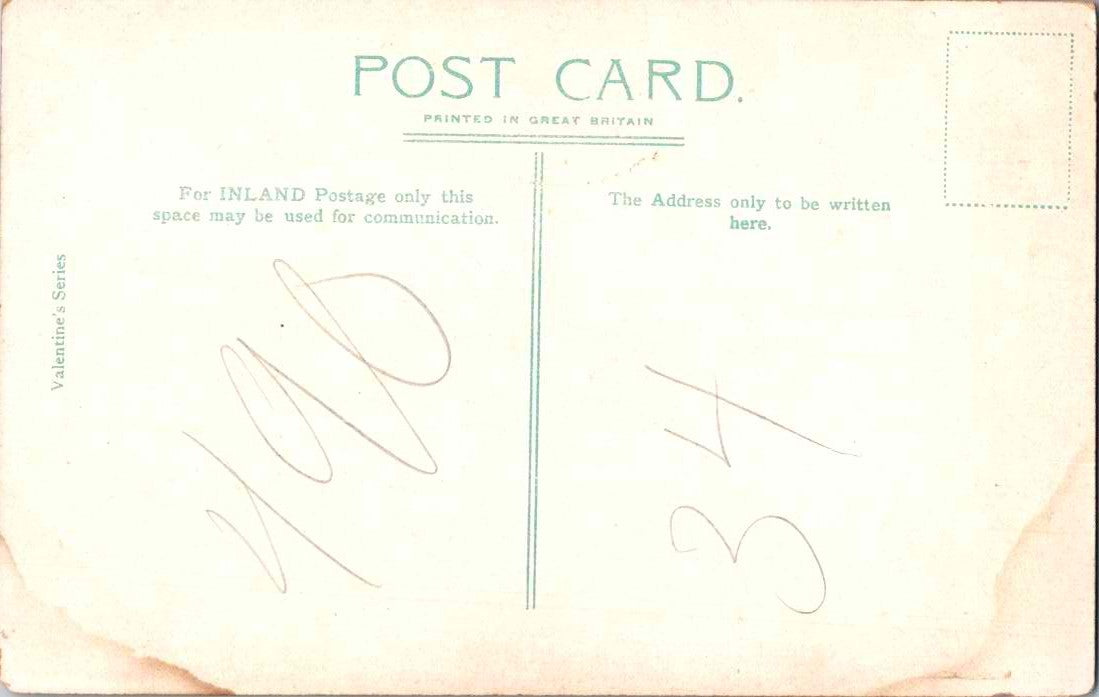 POST CARD.
PRINTED IN GREAT BRITAIN
For INLAND Postage only this
space may be used for communication.
The Address only to be written
here.
Valentine's Series
34